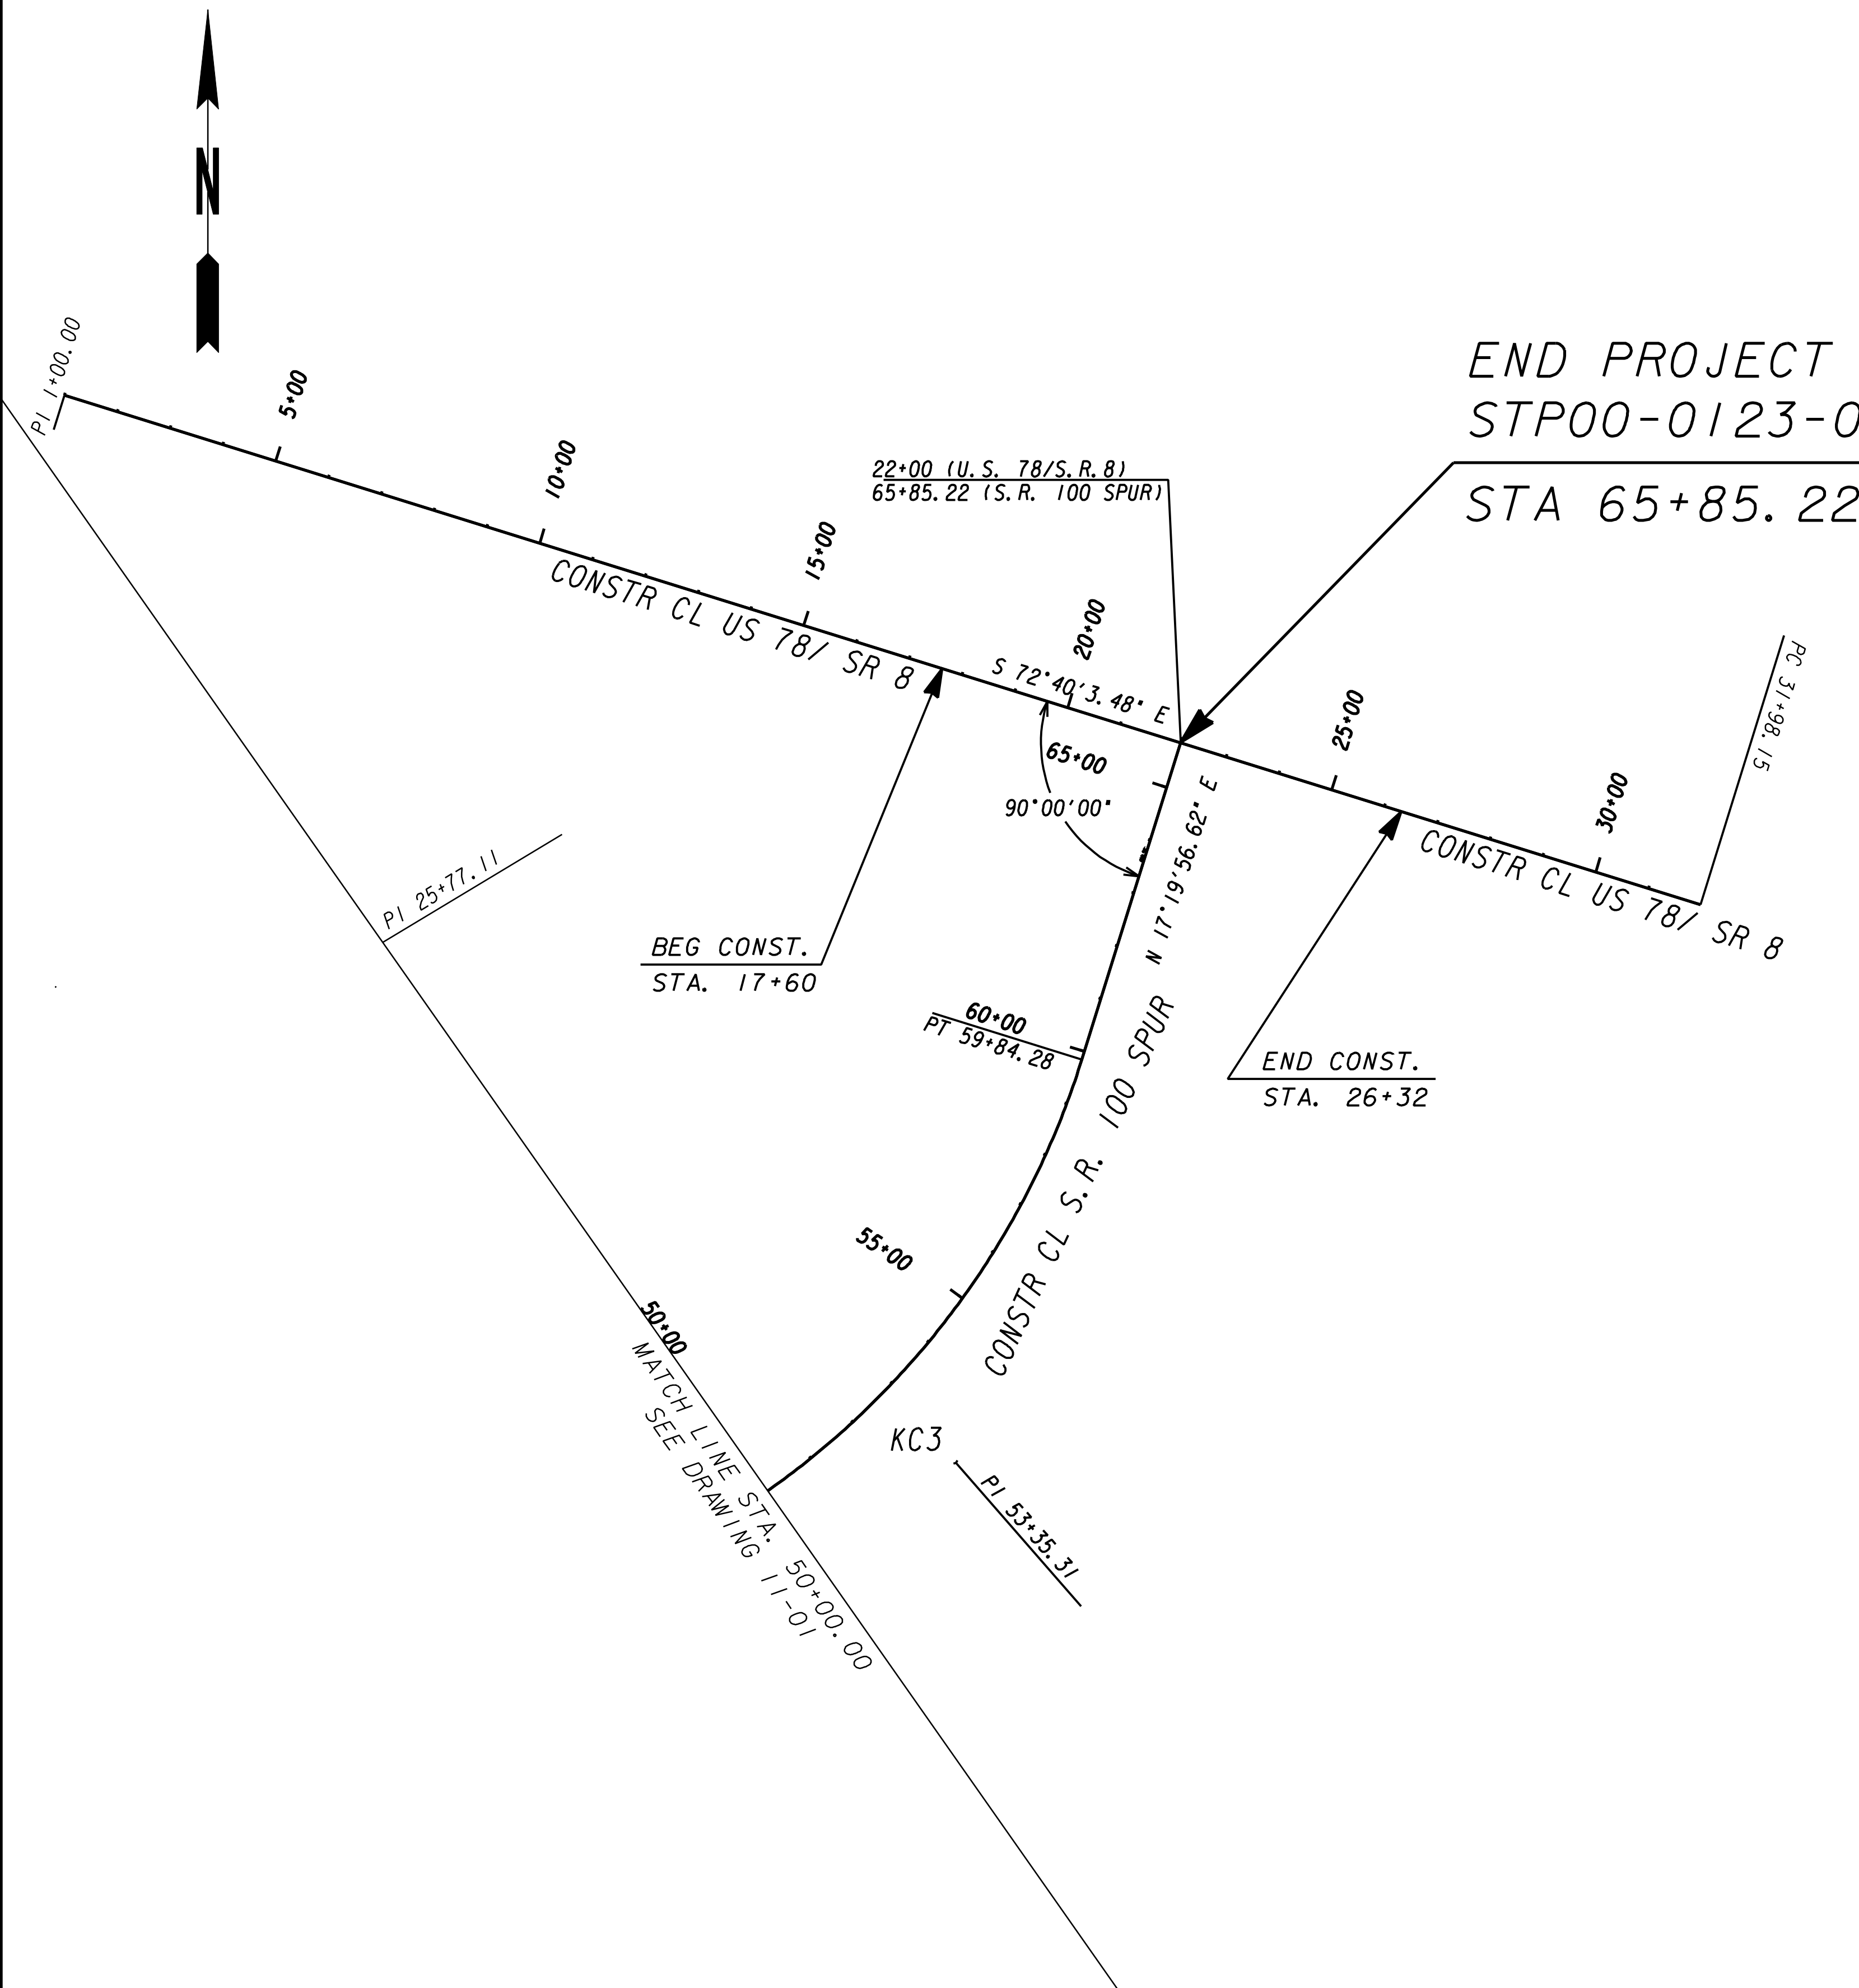 N
PI 1+00.00
5+00
10+00
15+00
20+00
25+00
30+00
END PROJECT
STP00-0123-0
STA 65+85.22
22+00 (U.S. 78/S.R.8)
65+85.22 (S.R. 100 SPUR)
CONSTR CL US 78/ SR 8
S 72°40'3.48" E
PC 31+98.15
65+00
90°00'00"
N 17°19'56.62" E
CONSTR CL US 78/ SR 8
PI 25+77.11
BEG CONST.
STA. 17+60
60+00
PT 59+84.28
END CONST.
STA. 26+32
CONSTR CL S.R. 100 SPUR
55+00
50+00
MATCH LINE STA. 50+00.00
SEE DRAWING 11-01
KC3
PI 53+35.31